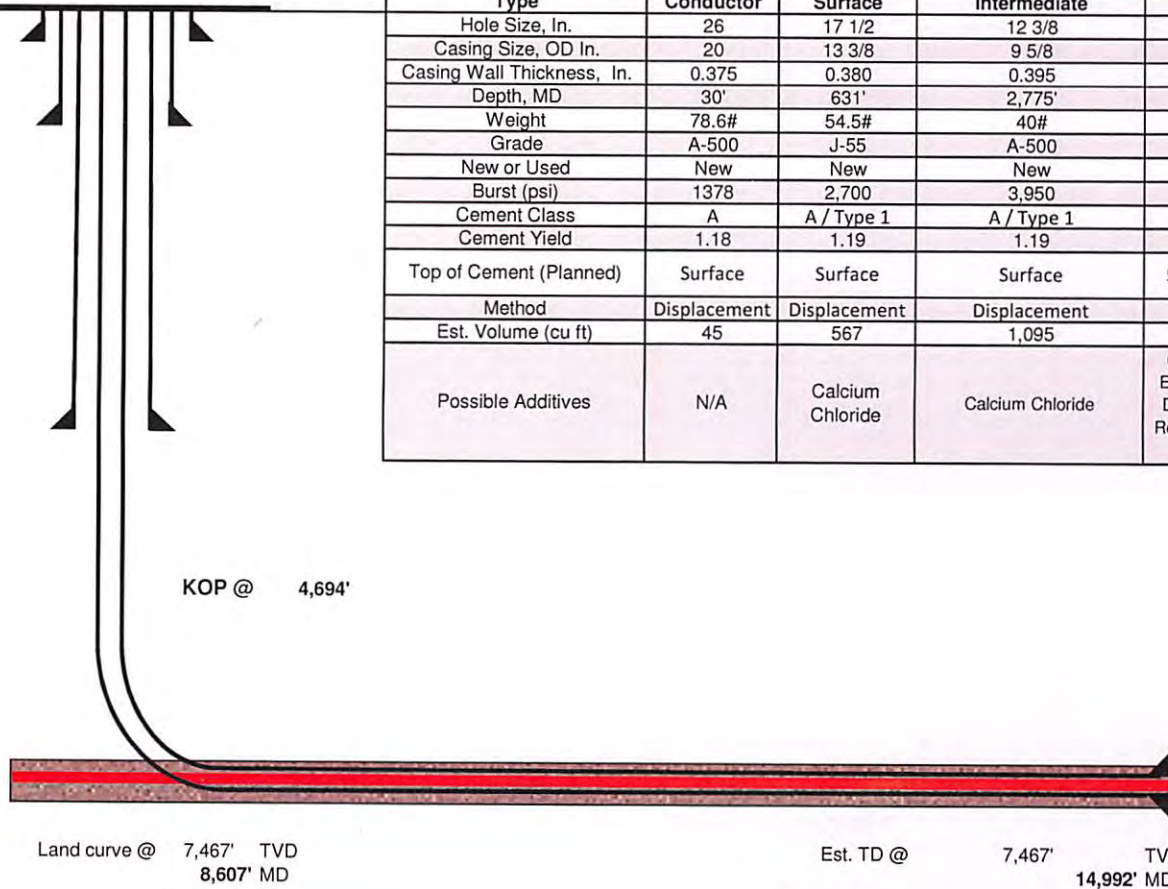 Type Conductor Surface Intermediate
Hole Size, In. 26 17 1/2 12 3/8
Casing Size, OD In. 20 13 3/8 9 5/8
Casing Wall Thickness, In. 0.375 0.380 0.395
Depth, MD 30' 631' 2,775'
Weight 78.6# 54.5# 40#
Grade A-500 J-55 A-500
New or Used New New New
Burst (psi) 1378 2,700 3,950
Cement Class A A / Type 1 A / Type 1
Cement Yield 1.18 1.19 1.19
Top of Cement (Planned) Surface Surface Surface
Method Displacement Displacement Displacement
Est. Volume (cu ft) 45 567 1,095
Possible Additives N/A Calcium Chloride Calcium Chloride
KOP @ 4,694'
Land curve @ 7,467' TVD
8,607' MD
Est. TD @ 7,467'
14,992' MD